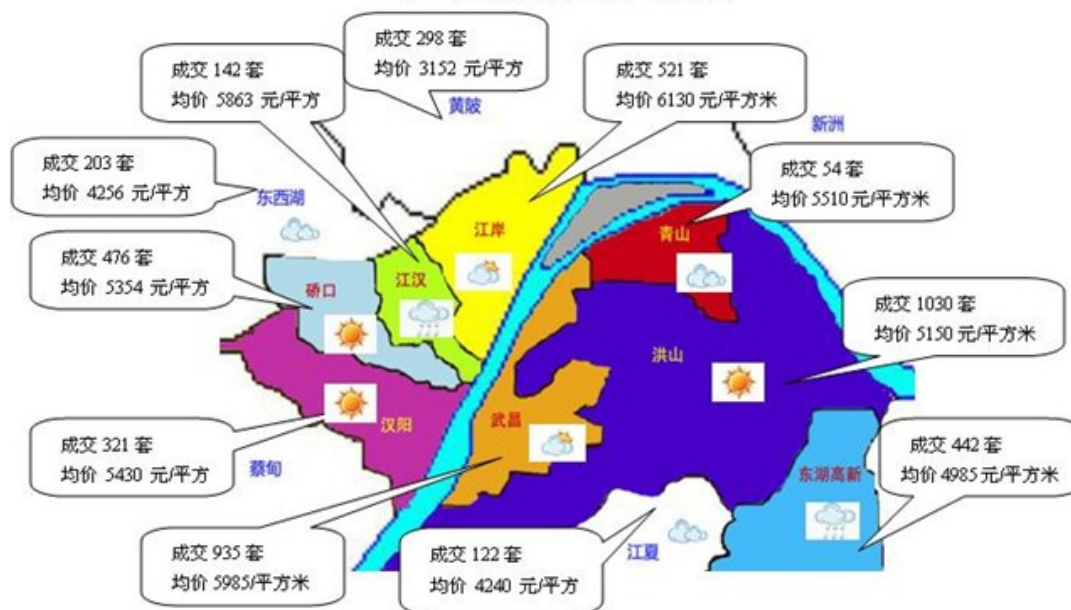 成交 298 套
均价 3152 元/平方
成交 142 套
均价 5863 元/平方
成交 521 套
均价 6130 元/平方米
黄陂
新洲
成交 203 套
均价 4256 元/平方
成交 54 套
均价 5510 元/平方米
东西湖
江岸
青山
成交 476 套
均价 5354 元/平方
江汉
硚口
成交 1030 套
均价 5150 元/平方米
洪山
汉阳
武昌
成交 321 套
均价 5430 元/平方
蔡甸
成交 442 套
均价 4985 元/平方米
东湖高新
成交 935 套
均价 5985/平方米
成交 122 套
均价 4240 元/平方
江夏